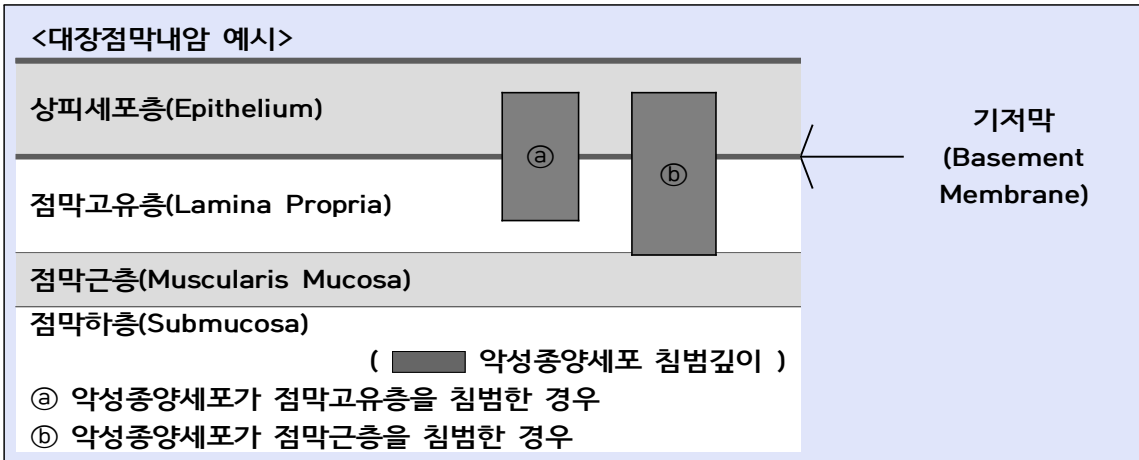 <대장점막내암 예시>
상피세포층(Epithelium)
ⓐ
ⓑ
기저막
(Basement
Membrane)
점막고유층(Lamina Propria)
점막근층(Muscularis Mucosa)
점막하층(Submucosa)
( 악성종양세포 침범깊이 )
ⓐ 악성종양세포가 점막고유층을 침범한 경우
ⓑ 악성종양세포가 점막근층을 침범한 경우